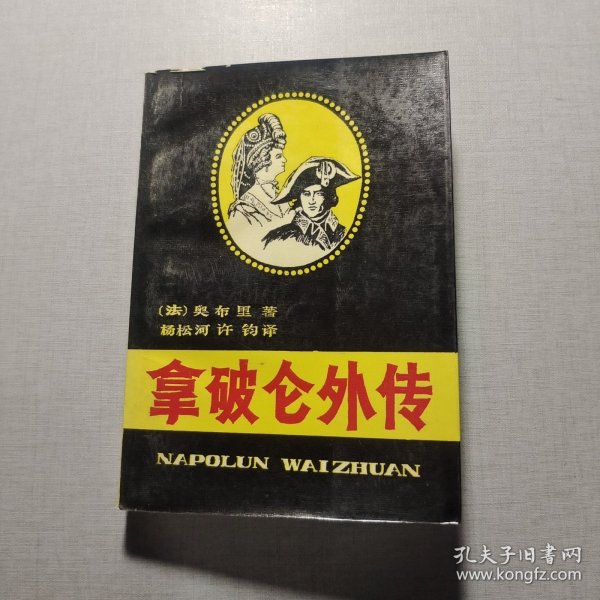 〔法〕奥布里 著
杨松河 许 钧译
拿破仑外传
NAPOLUN WAIZHUAN
孔夫子旧书网
www.kongfz.com